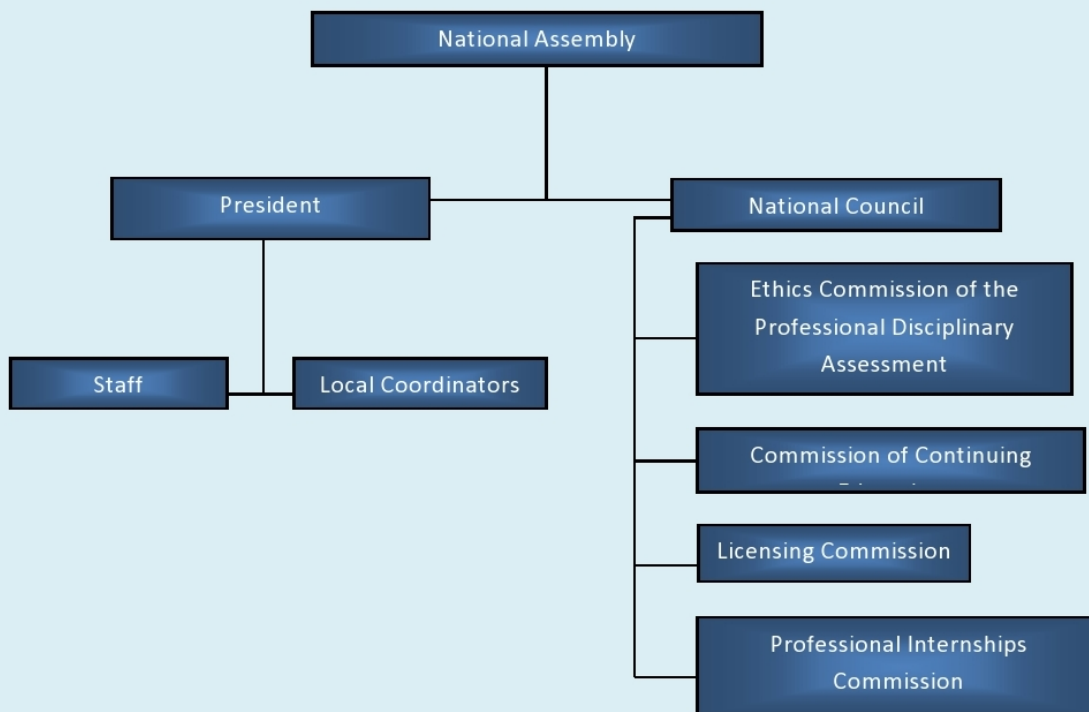 National Assembly
President
National Council
Ethics Commission of the
Professional Disciplinary
Assessment
Staff
Local Coordinators
Commission of Continuing
Licensing Commission
Professional Internships
Commission